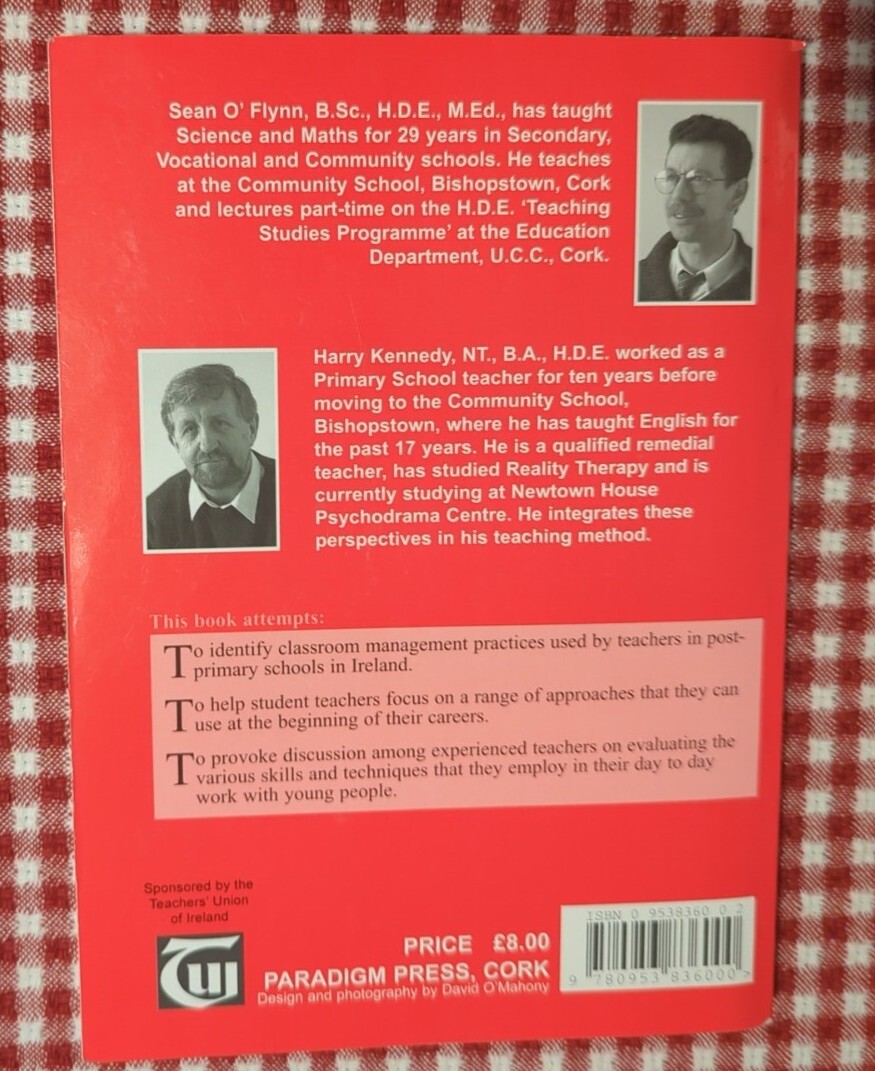 Sean O' Flynn, B.Sc., H.D.E., M.Ed., has taught
Science and Maths for 29 years in Secondary,
Vocational and Community schools. He teaches
at the Community School, Bishopstown, Cork
and lectures part-time on the H.D.E. 'Teaching
Studies Programme' at the Education
Department, U.C.C., Cork.
Harry Kennedy, NT., B.A., H.D.E. worked as a
Primary School teacher for ten years before
moving to the Community School,
Bishopstown, where he has taught English for
the past 17 years. He is a qualified remedial
teacher, has studied Reality Therapy and is
currently studying at Newtown House
Psychodrama Centre. He integrates these
perspectives in his teaching method.
This book attempts:
To identify classroom management practices used by teachers in post-
primary schools in Ireland.
To help student teachers focus on a range of approaches that they can
use at the beginning of their careers.
To provoke discussion among experienced teachers on evaluating the
various skills and techniques that they employ in their day to day
work with young people.
Sponsored by the
Teachers' Union
of Ireland
TUI
PRICE £8.00
PARADIGM PRESS, CORK
Design and photography by David O'Mahony
ISBN 0 9538360 0 2
9 780953 836000 >